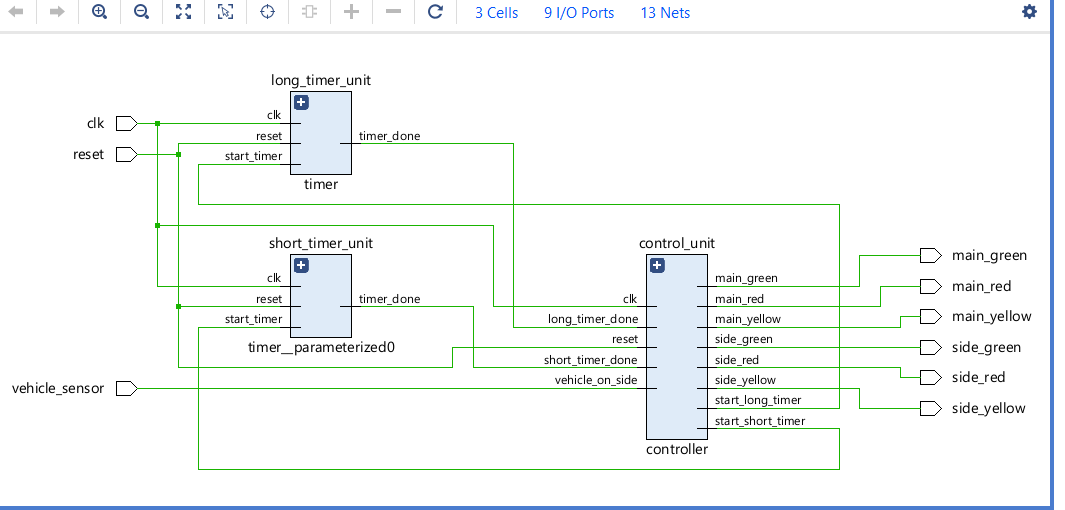 3 Cells 9 I/O Ports 13 Nets
long_timer_unit
clk
reset
start_timer
timer_done
timer
clk
reset
short_timer_unit
clk
reset
start_timer
timer_done
timer__parameterized0
vehicle_sensor
control_unit
clk
long_timer_done
reset
short_timer_done
vehicle_on_side
main_green
main_red
main_yellow
side_green
side_red
side_yellow
start_long_timer
start_short_timer
controller
main_green
main_red
main_yellow
side_green
side_red
side_yellow